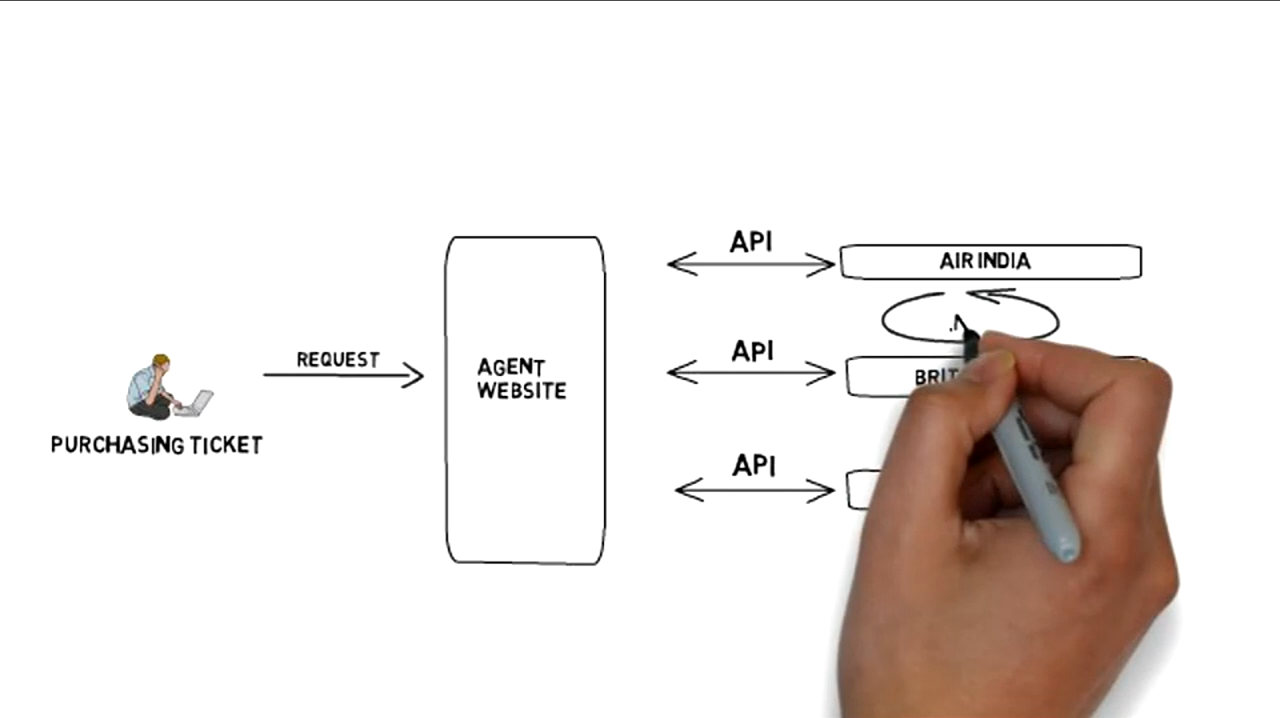 API
AIR INDIA
API
REQUEST
AGENT
WEBSITE
PURCHASING TICKET
API